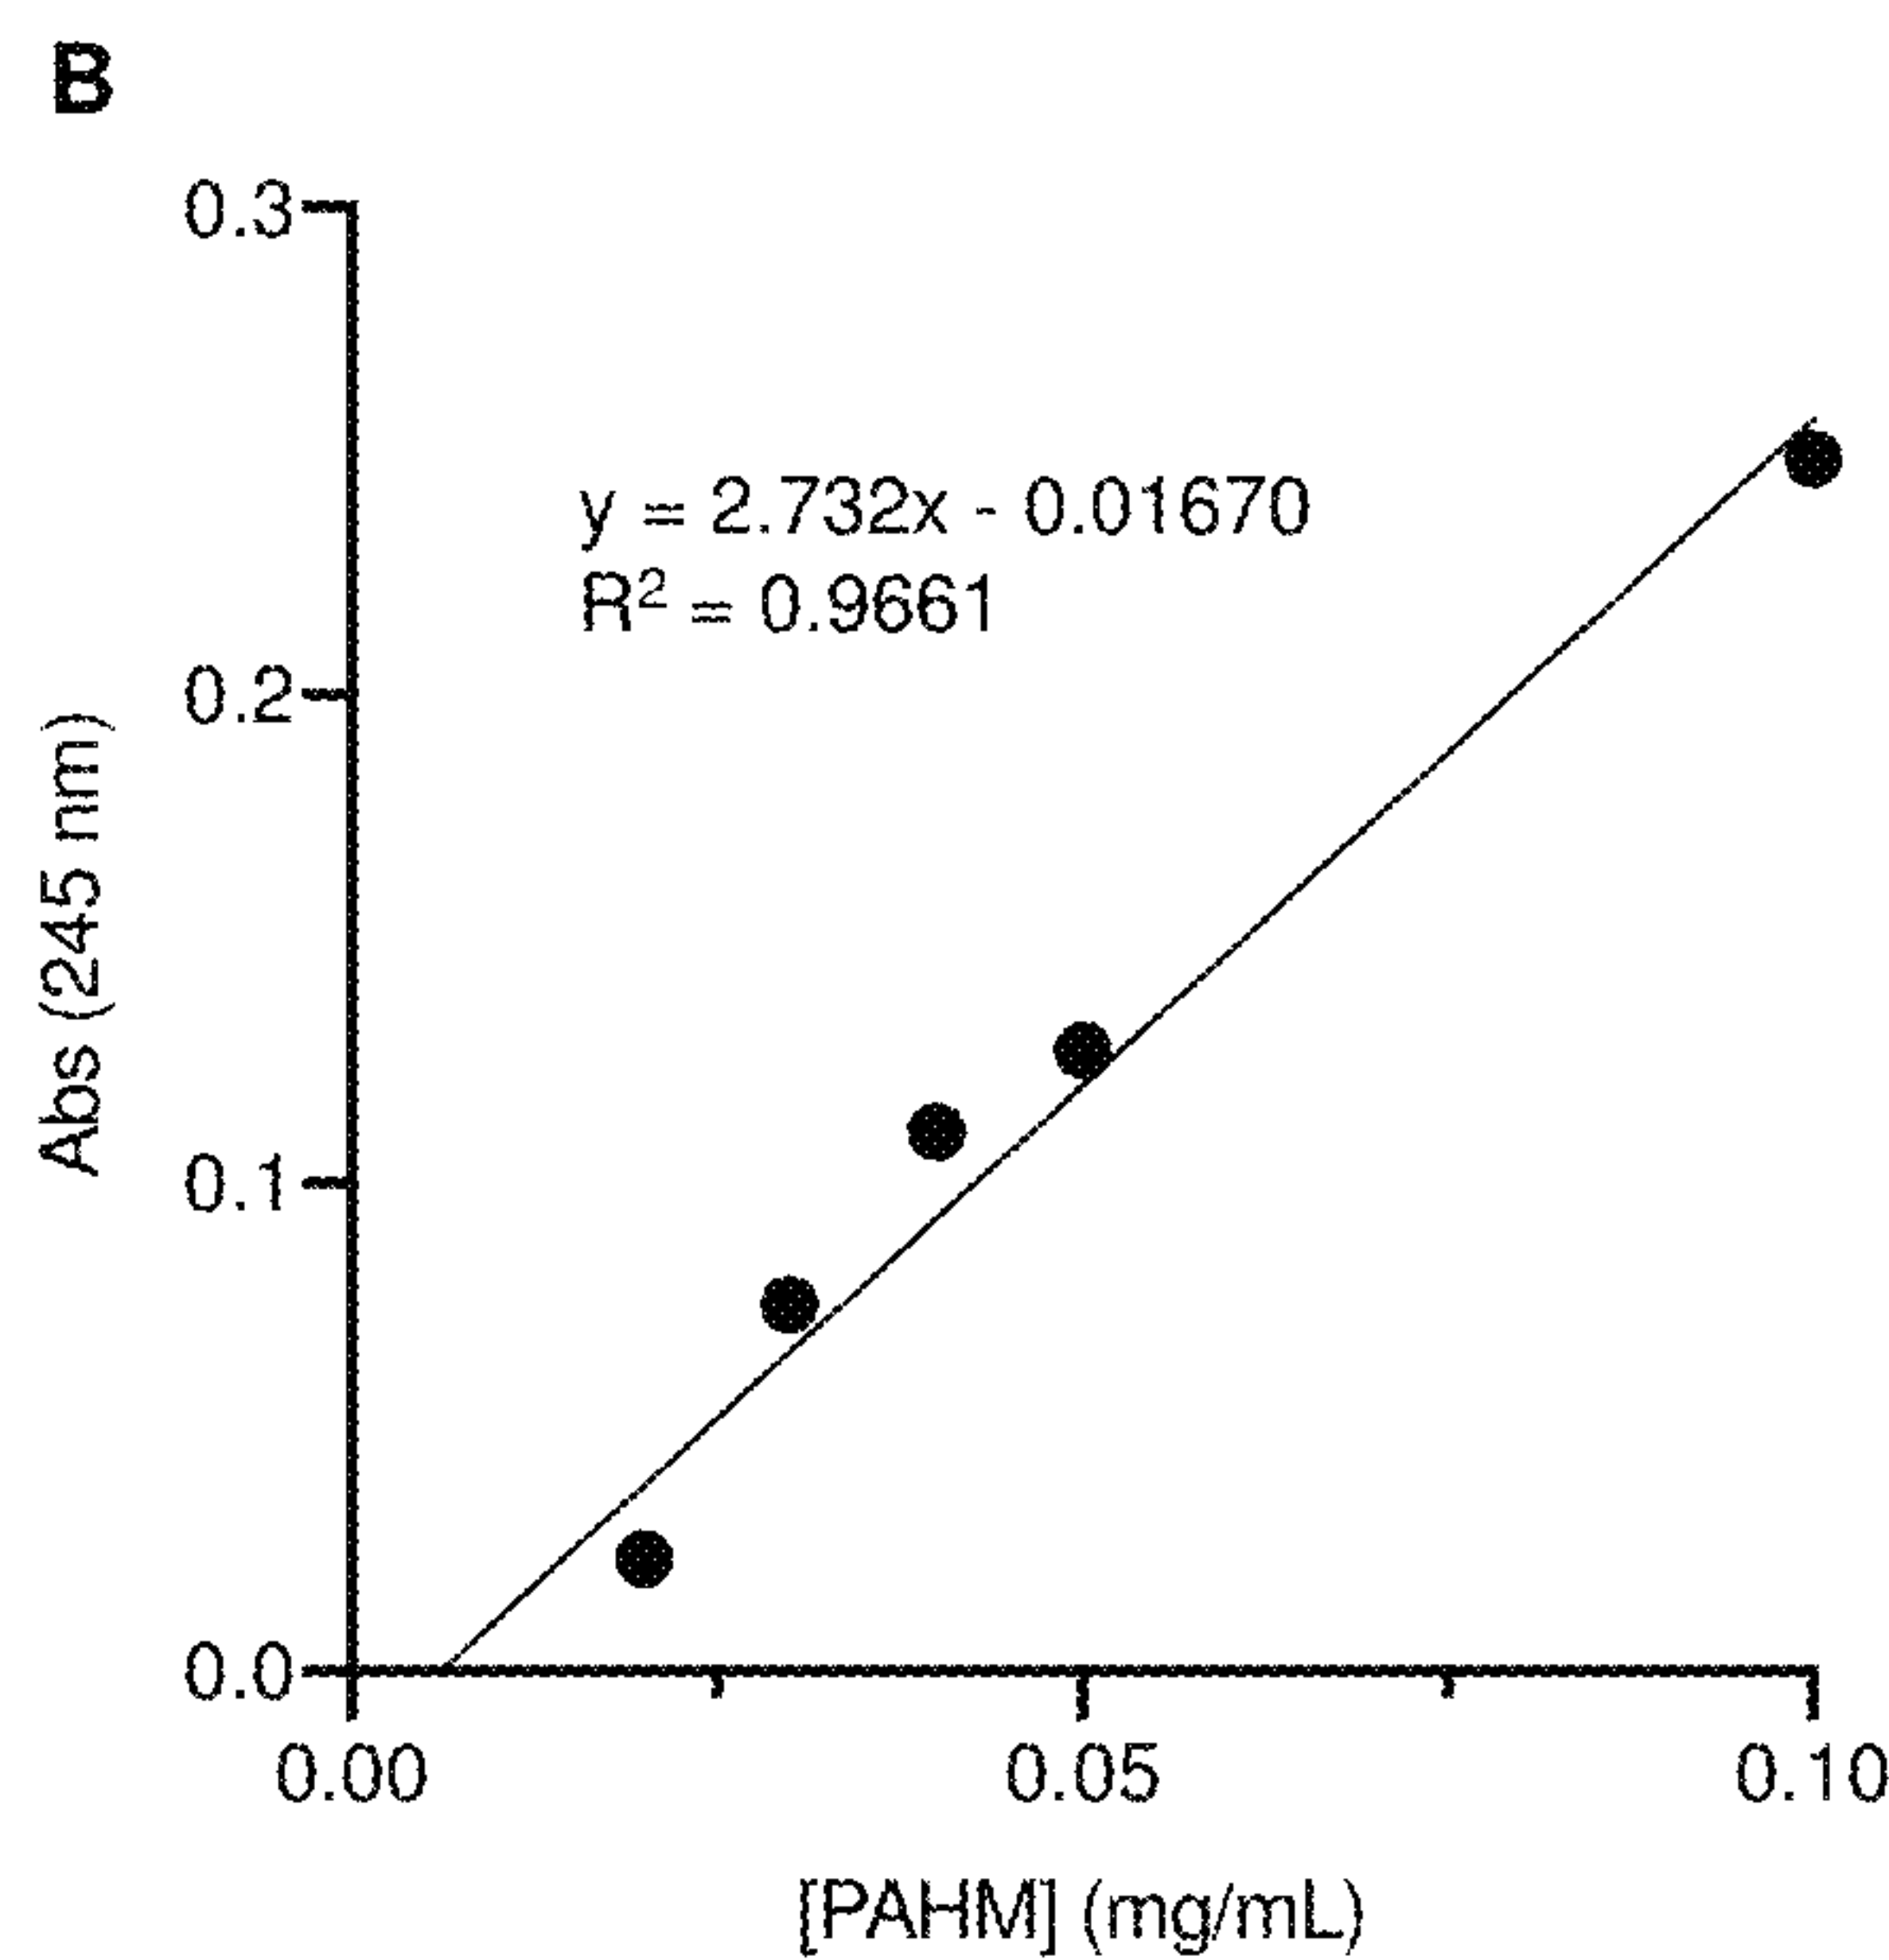 B
0.3
y = 2.732x - 0.01670
R² = 0.9661
0.2
Abs (245 nm)
0.1
0.0
0.00 0.05 0.10
[PAHM] (mg/mL)